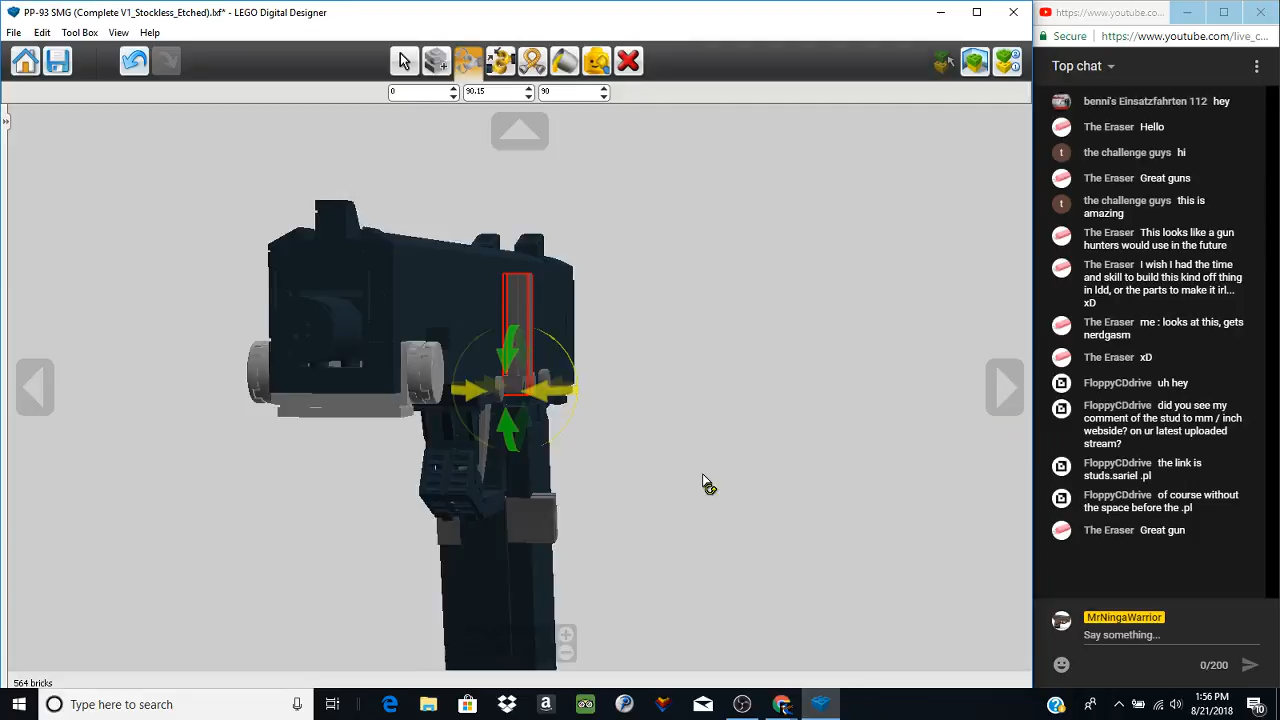 PP-93 SMG (Complete V1_Stockless_Etched).lxf* - LEGO Digital Designer
File Edit Tool Box View Help
0 90.15 90
564 bricks
https://www.youtube.com/...
Secure https://www.youtube.com/live_c...
Top chat
benni's Einsatzfahrten 112 hey
The Eraser Hello
t the challenge guys hi
The Eraser Great guns
t the challenge guys this is
amazing
The Eraser This looks like a gun
hunters would use in the future
The Eraser I wish I had the time
and skill to build this kind off thing
in ldd, or the parts to make it irl...
xD
The Eraser me : looks at this, gets
nerdgasm
The Eraser xD
FloppyCDdrive uh hey
FloppyCDdrive did you see my
comment of the stud to mm / inch
webside? on ur latest uploaded
stream?
FloppyCDdrive the link is
studs.sariel .pl
FloppyCDdrive of course without
the space before the .pl
The Eraser Great gun
MrNingaWarrior
Say something...
0/200
Type here to search
1:56 PM
8/21/2018